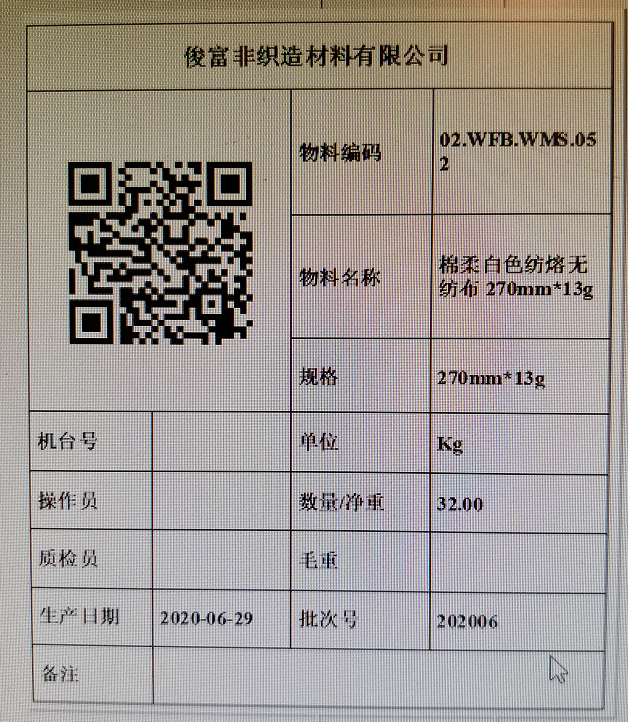 俊富非织造材料有限公司
物料编码
02.WFB.WMS.05
2
物料名称
棉柔白色纺熔无
纺布 270mm*13g
规格
270mm*13g
机台号
单位
Kg
操作员
数量/净重
32.00
质检员
毛重
生产日期
2020-06-29
批次号
202006
备注